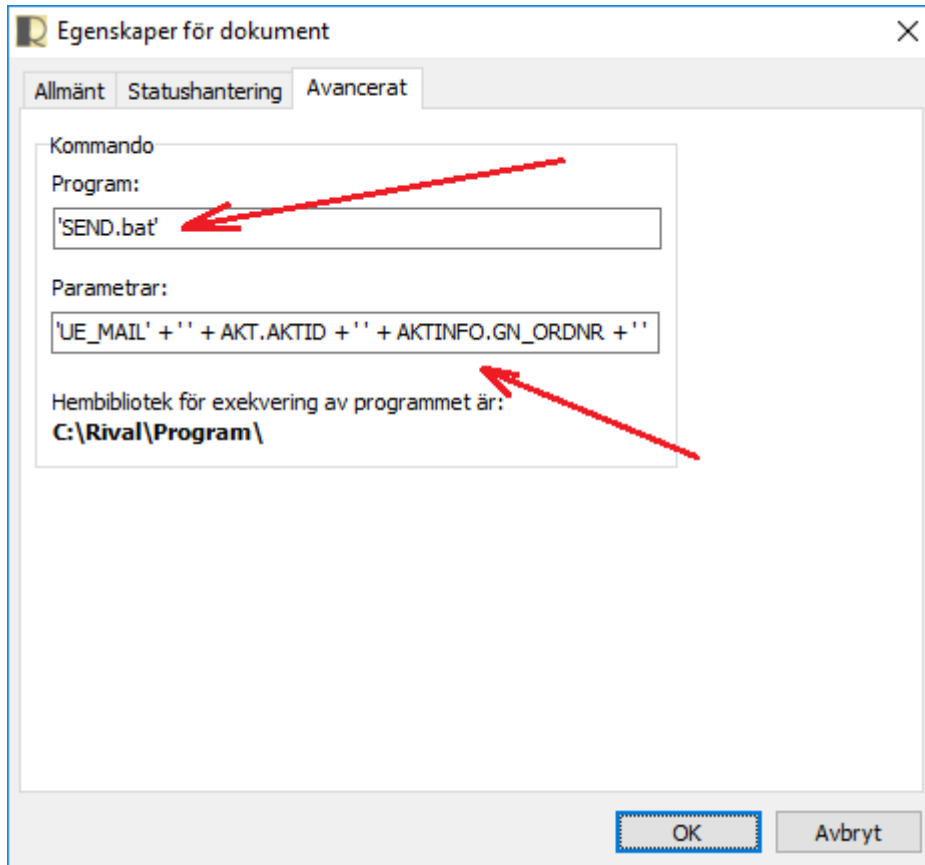 Egenskaper för dokument
Allmänt Statushantering Avancerat
Kommando
Program:
'SEND.bat'
Parametrar:
'UE_MAIL' + ' ' + AKT.AKTID + ' ' + AKTINFO.GN_ORDNR + ' '
Hembibliotek för exekvering av programmet är:
C:\Rival\Program\
OK Avbryt